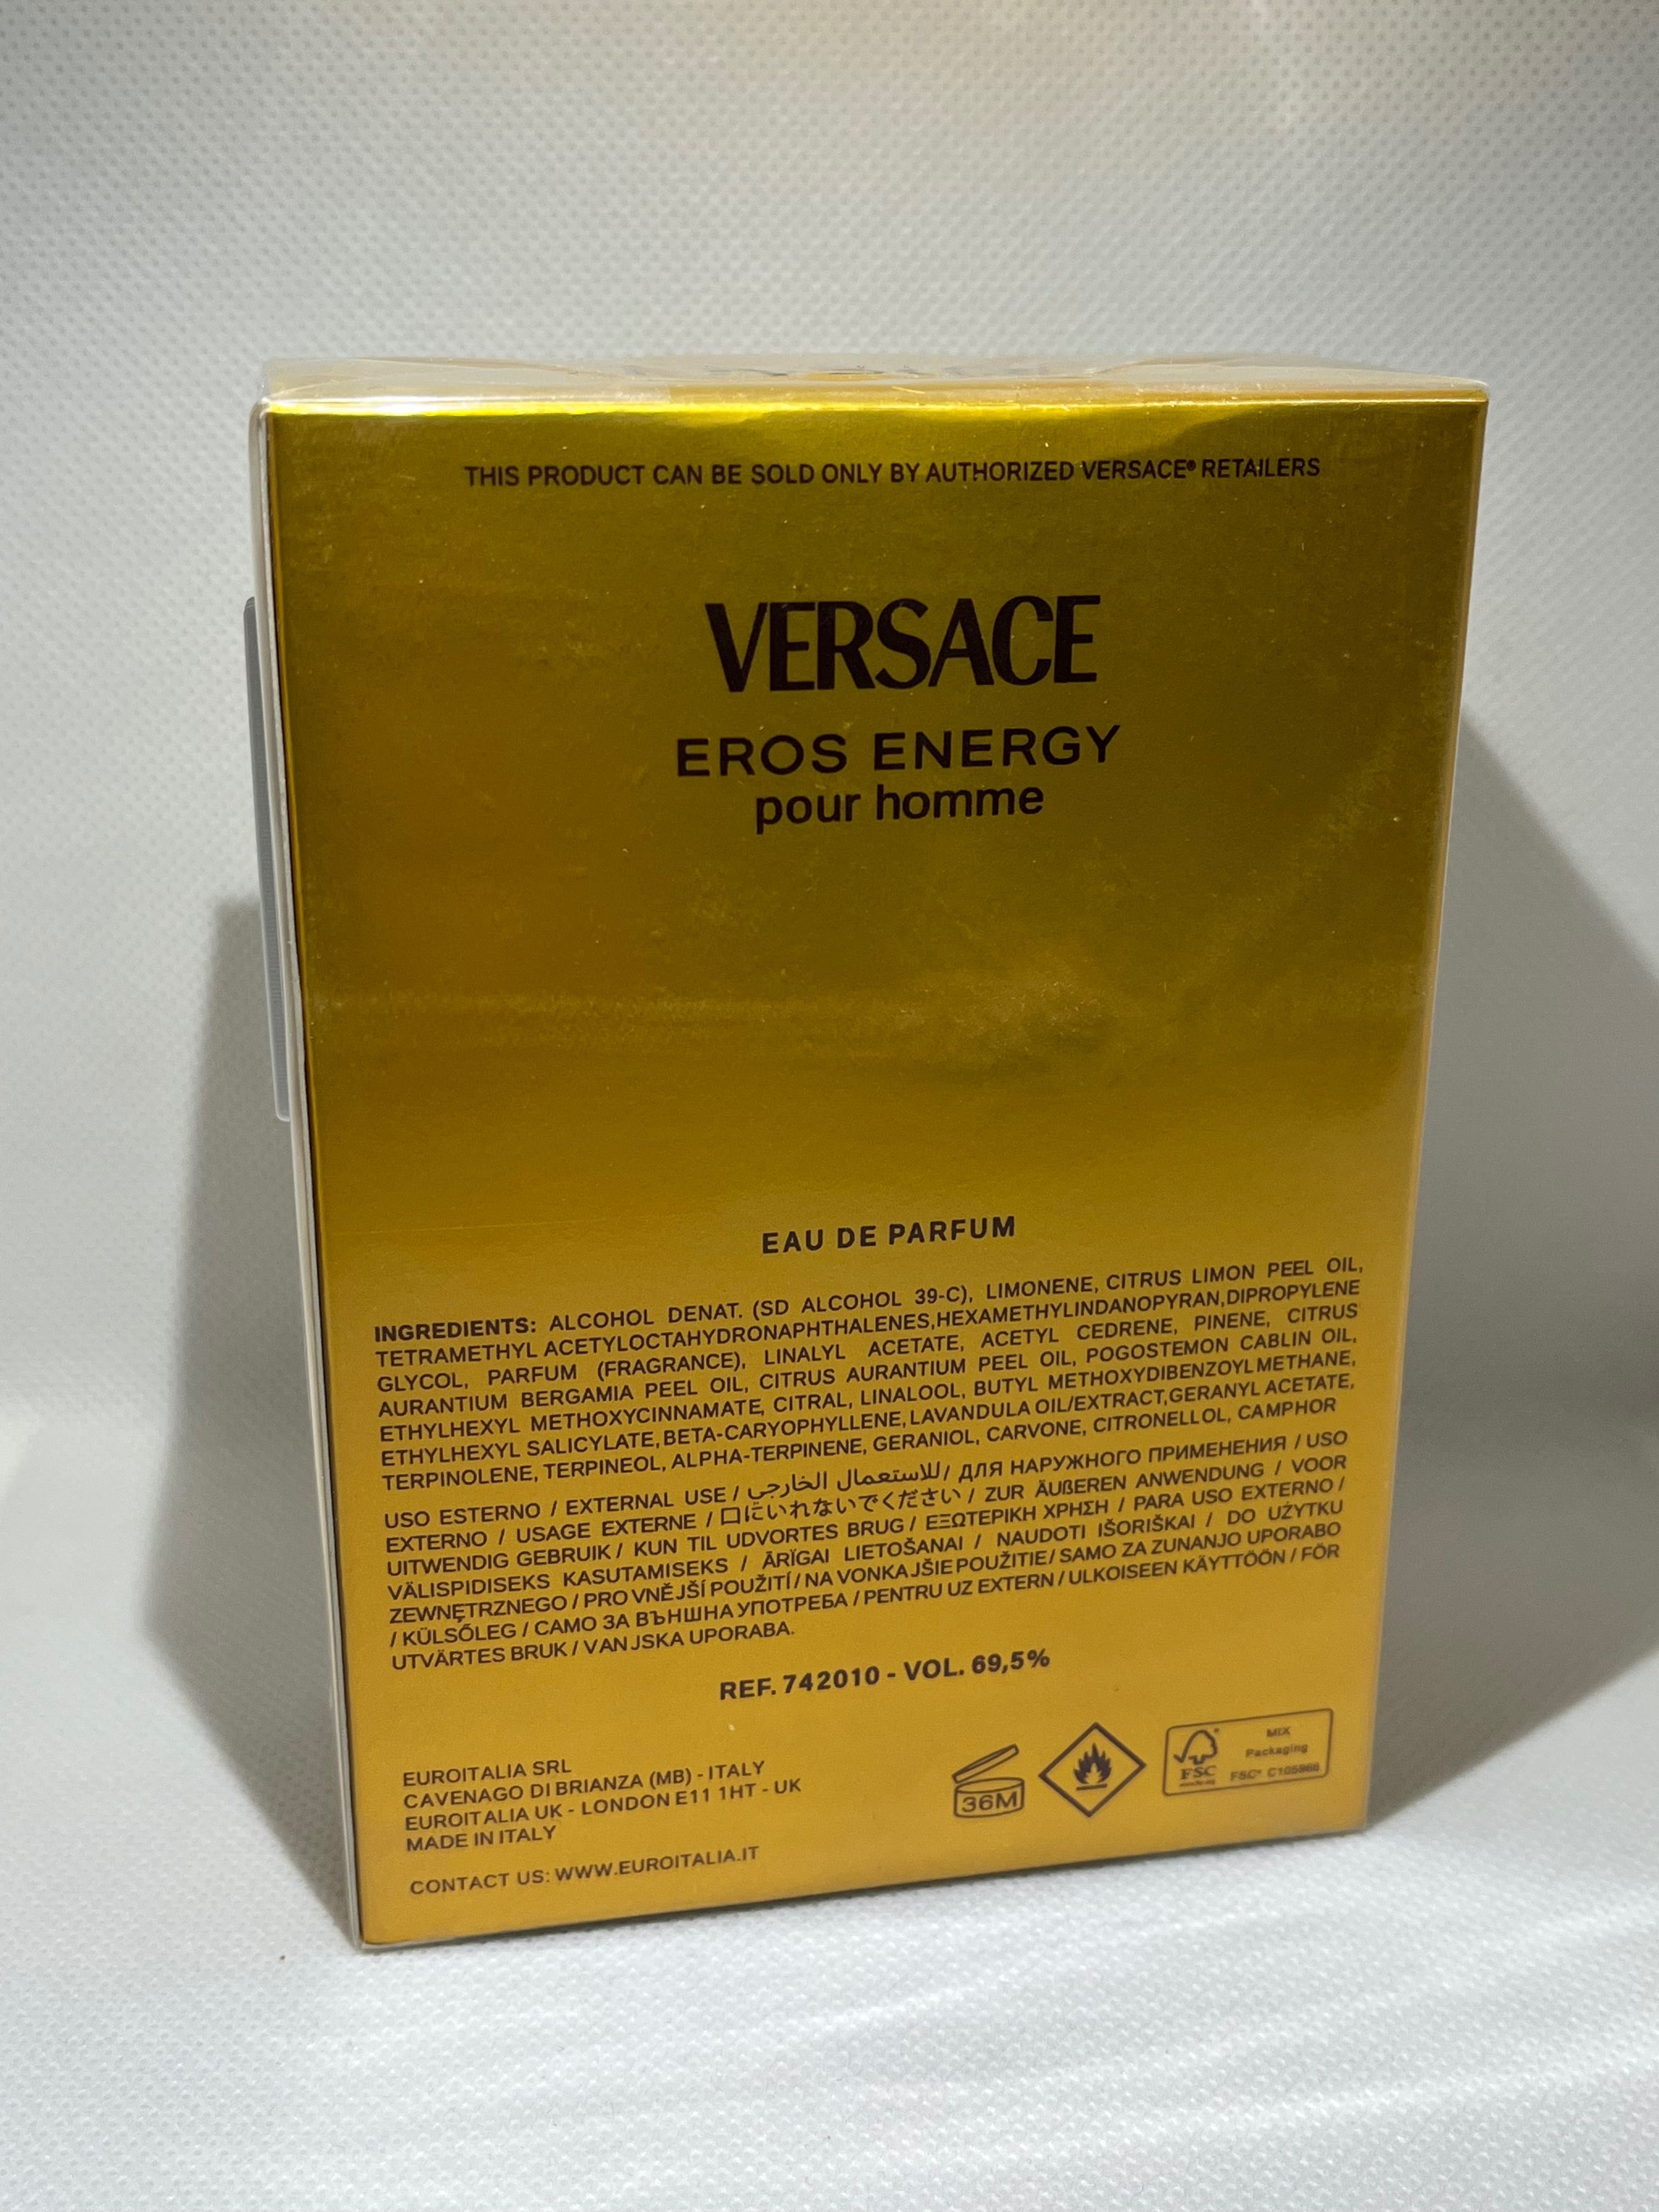 THIS PRODUCT CAN BE SOLD ONLY BY AUTHORIZED VERSACE® RETAILERS
VERSACE
EROS ENERGY
pour homme
EAU DE PARFUM
INGREDIENTS: ALCOHOL DENAT. (SD ALCOHOL 39-C), LIMONENE, CITRUS LIMON PEEL OIL,
TETRAMETHYL ACETYLOCTAHYDRONAPHTHALENES, HEXAMETHYLINDANOPYRAN, DIPROPYLENE
GLYCOL, PARFUM (FRAGRANCE), LINALYL ACETATE, ACETYL CEDRENE, PINENE, CITRUS
AURANTIUM BERGAMIA PEEL OIL, CITRUS AURANTIUM PEEL OIL, POGOSTEMON CABLIN OIL,
ETHYLHEXYL METHOXYCINNAMATE, CITRAL, LINALOOL, BUTYL METHOXYDIBENZOYLMETHANE,
ETHYLHEXYL SALICYLATE, BETA-CARYOPHYLLENE, LAVANDULA OIL/EXTRACT, GERANYL ACETATE,
TERPINOLENE, TERPINEOL, ALPHA-TERPINENE, GERANIOL, CARVONE, CITRONELLOL, CAMPHOR
USO ESTERNO / EXTERNAL USE / للاستعمال الخارجي / ДЛЯ НАРУЖНОГО ПРИМЕНЕНИЯ / USO
EXTERNO / USAGE EXTERNE / 口にいれないでください / ZUR ÄUßEREN ANWENDUNG / VOOR
UITWENDIG GEBRUIK / KUN TIL UDVORTES BRUG / ΕΞΩΤΕΡΙΚΗ ΧΡΗΣΗ / PARA USO EXTERNO /
VÄLISPIDISEKS KASUTAMISEKS / ĀRĪGAI LIETOŠANAI / NAUDOTI IŠORIŠKAI / DO UŻYTKU
ZEWNĘTRZNEGO / PRO VNĚJŠÍ POUŽITÍ / NA VONKAJŠIE POUŽITIE / SAMO ZA ZUNANJO UPORABO
/ KÜLSŐLEG / САМО ЗА ВЪНШНА УПОТРЕБА / PENTRU UZ EXTERN / ULKOISEEN KÄYTTÖÖN / FÖR
UTVÄRTES BRUK / VANJSKA UPORABA.
REF. 742010 - VOL. 69,5%
EUROITALIA SRL
CAVENAGO DI BRIANZA (MB) - ITALY
EUROITALIA UK - LONDON E11 1HT - UK
MADE IN ITALY
CONTACT US: WWW.EUROITALIA.IT
36M
FSC
MIX
Packaging
FSC®